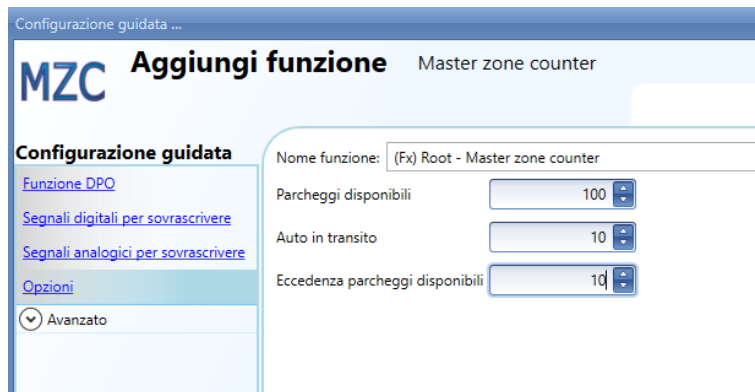 Configurazione guidata ...
MZC Aggiungi funzione Master zone counter
Configurazione guidata
Funzione DPO
Segnali digitali per sovrascrivere
Segnali analogici per sovrascrivere
Opzioni
Avanzato
Nome funzione: (Fx) Root - Master zone counter
Parcheggi disponibili 100
Auto in transito 10
Eccedenza parcheggi disponibili 10